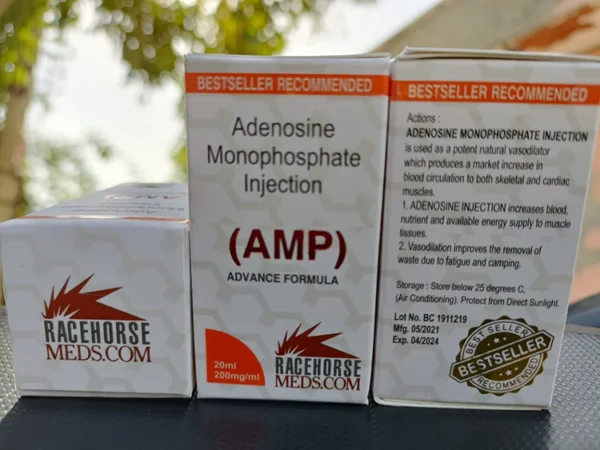 BESTSELLER RECOMMENDED
Adenosine
Monophosphate
Injection
(AMP)
ADVANCE FORMULA
20ml
200mg/ml
RACEHORSE
MEDS.COM
BESTSELLER RECOMMENDED
Actions :
ADENOSINE MONOPHOSPHATE INJECTION
is used as a potent natural vasodilator
which produces a market increase in
blood circulation to both skeletal and cardiac
muscles.
1. ADENOSINE INJECTION increases blood,
nutrient and available energy supply to muscle
tissues.
2. Vasodilation improves the removal of
waste due to fatigue and camping.
Storage : Store below 25 degrees C,
(Air Conditioning). Protect from Direct Sunlight.
Lot No. BC 1911219
Mfg. 05/2021
Exp. 04/2024
BEST SELLER
BESTSELLER
RECOMMENDED
RACEHORSE
MEDS.COM